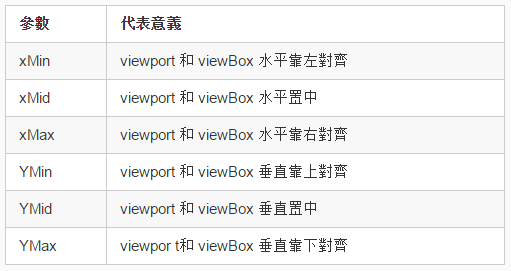 參數 代表意義
xMin viewport 和 viewBox 水平靠左對齊
xMid viewport 和 viewBox 水平置中
xMax viewport 和 viewBox 水平靠右對齊
YMin viewport 和 viewBox 垂直靠上對齊
YMid viewport 和 viewBox 垂直置中
YMax viewpor t和 viewBox 垂直靠下對齊